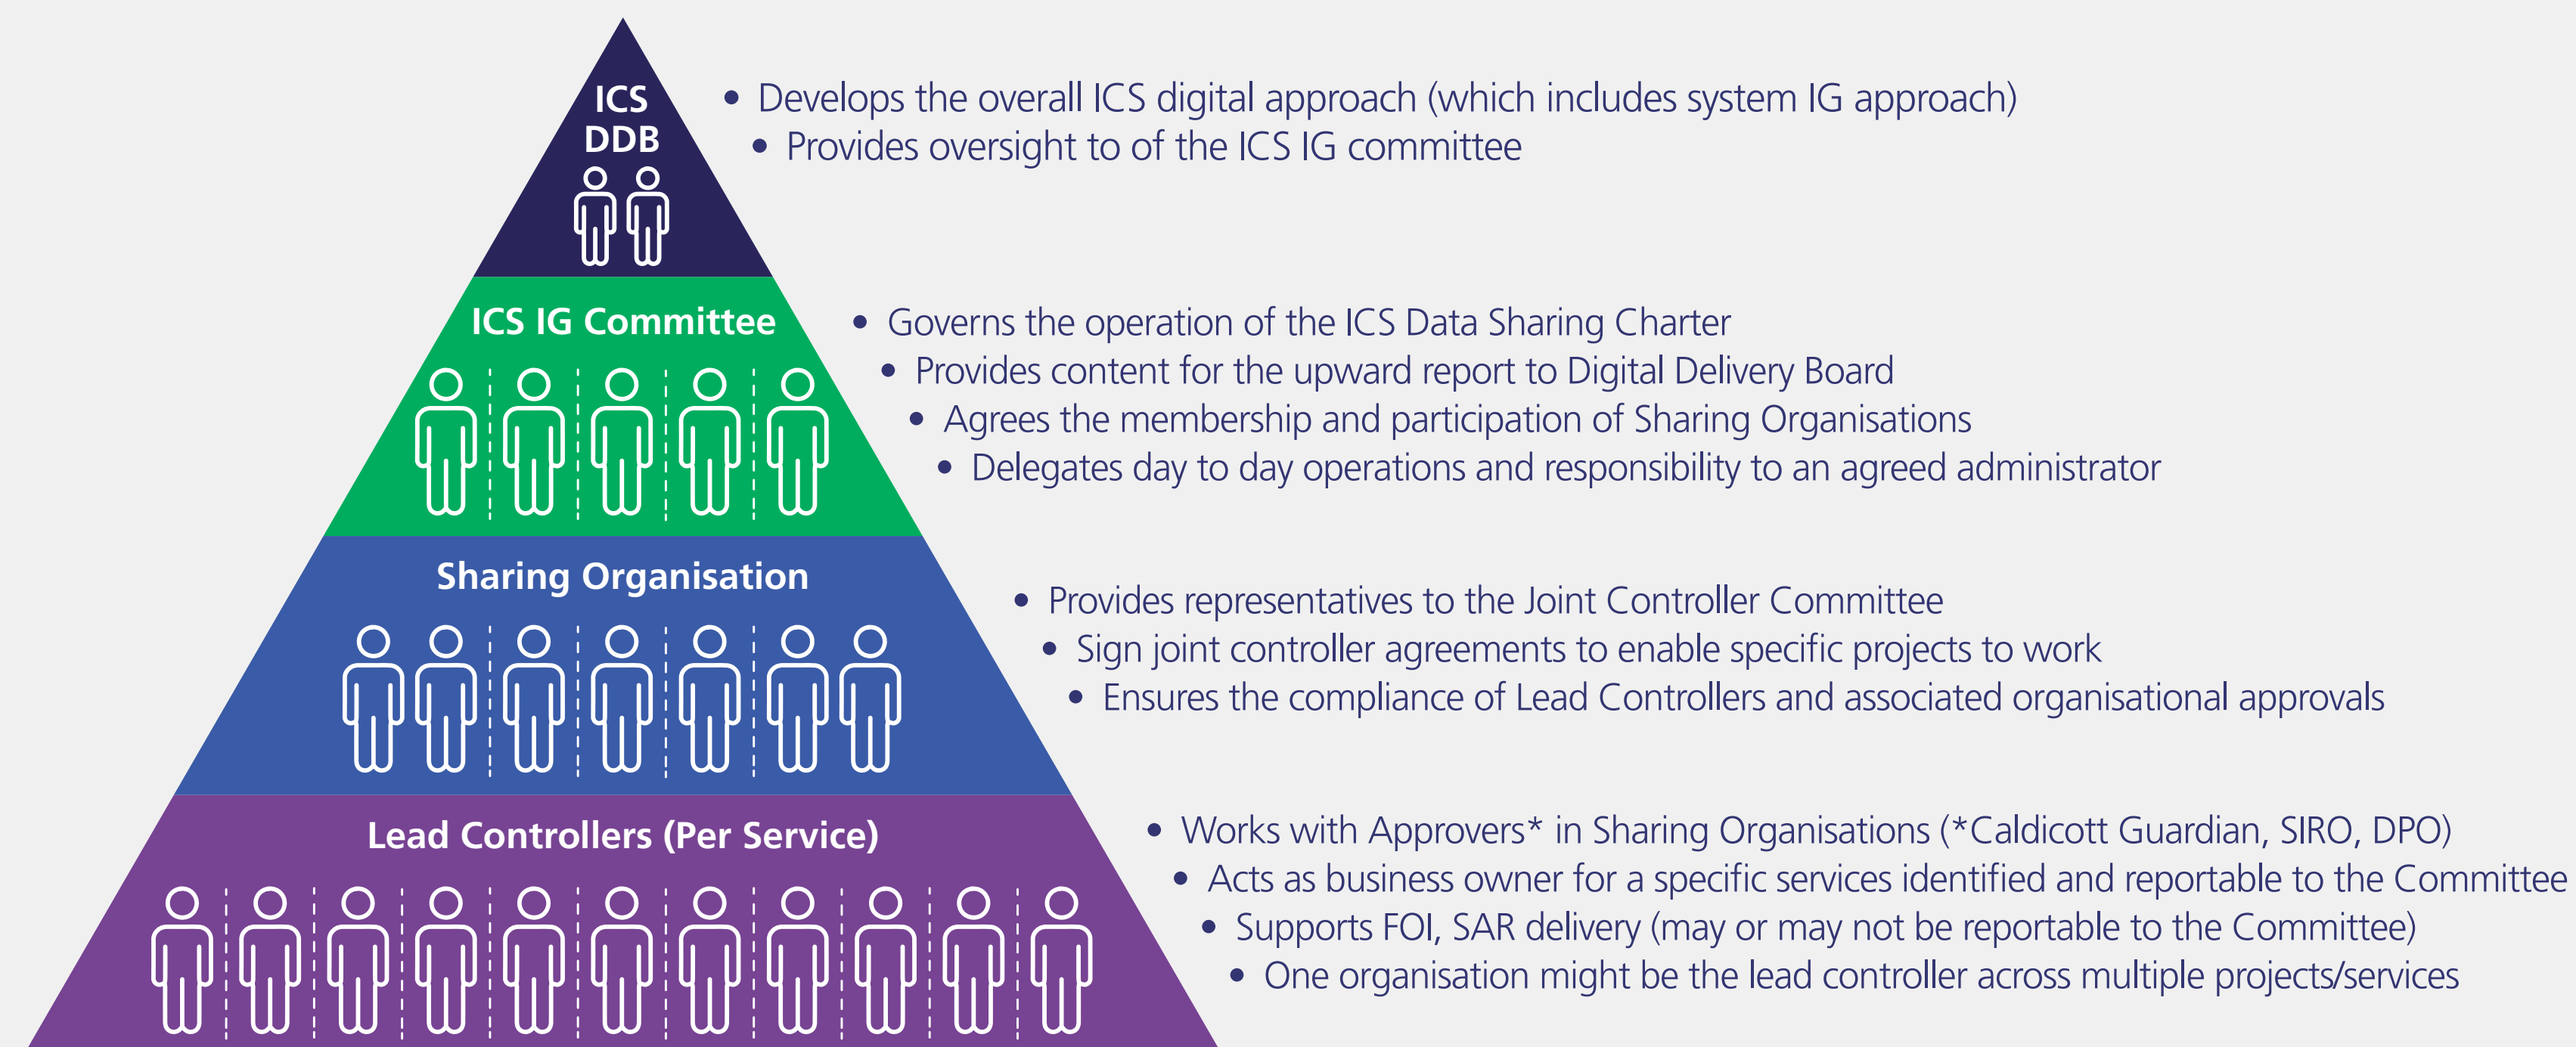 ICS
DDB
• Develops the overall ICS digital approach (which includes system IG approach)
• Provides oversight to of the ICS IG committee
ICS IG Committee
• Governs the operation of the ICS Data Sharing Charter
• Provides content for the upward report to Digital Delivery Board
• Agrees the membership and participation of Sharing Organisations
• Delegates day to day operations and responsibility to an agreed administrator
Sharing Organisation
• Provides representatives to the Joint Controller Committee
• Sign joint controller agreements to enable specific projects to work
• Ensures the compliance of Lead Controllers and associated organisational approvals
Lead Controllers (Per Service)
• Works with Approvers* in Sharing Organisations (*Caldicott Guardian, SIRO, DPO)
• Acts as business owner for a specific services identified and reportable to the Committee
• Supports FOI, SAR delivery (may or may not be reportable to the Committee)
• One organisation might be the lead controller across multiple projects/services